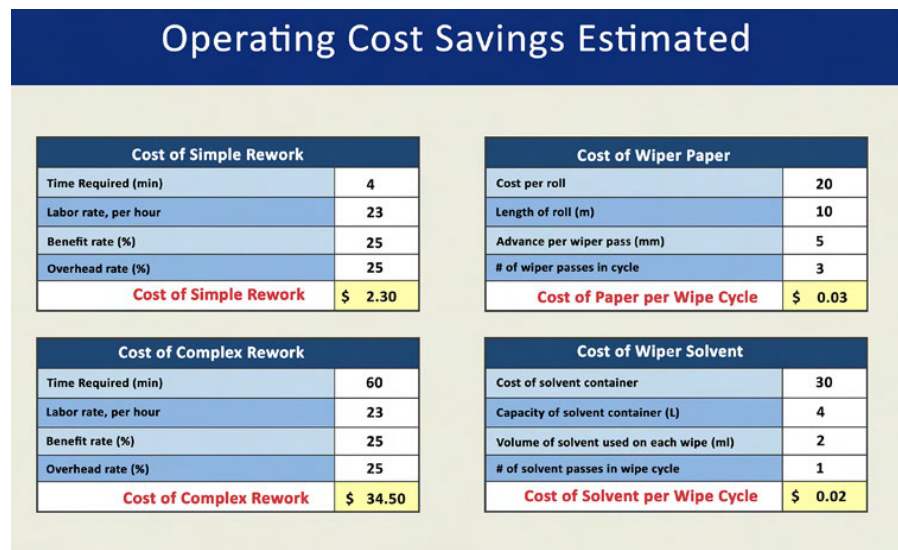 Operating Cost Savings Estimated
Cost of Simple Rework
Time Required (min) 4
Labor rate, per hour 23
Benefit rate (%) 25
Overhead rate (%) 25
Cost of Simple Rework $ 2.30
Cost of Wiper Paper
Cost per roll 20
Length of roll (m) 10
Advance per wiper pass (mm) 5
# of wiper passes in cycle 3
Cost of Paper per Wipe Cycle $ 0.03
Cost of Complex Rework
Time Required (min) 60
Labor rate, per hour 23
Benefit rate (%) 25
Overhead rate (%) 25
Cost of Complex Rework $ 34.50
Cost of Wiper Solvent
Cost of solvent container 30
Capacity of solvent container (L) 4
Volume of solvent used on each wipe (ml) 2
# of solvent passes in wipe cycle 1
Cost of Solvent per Wipe Cycle $ 0.02